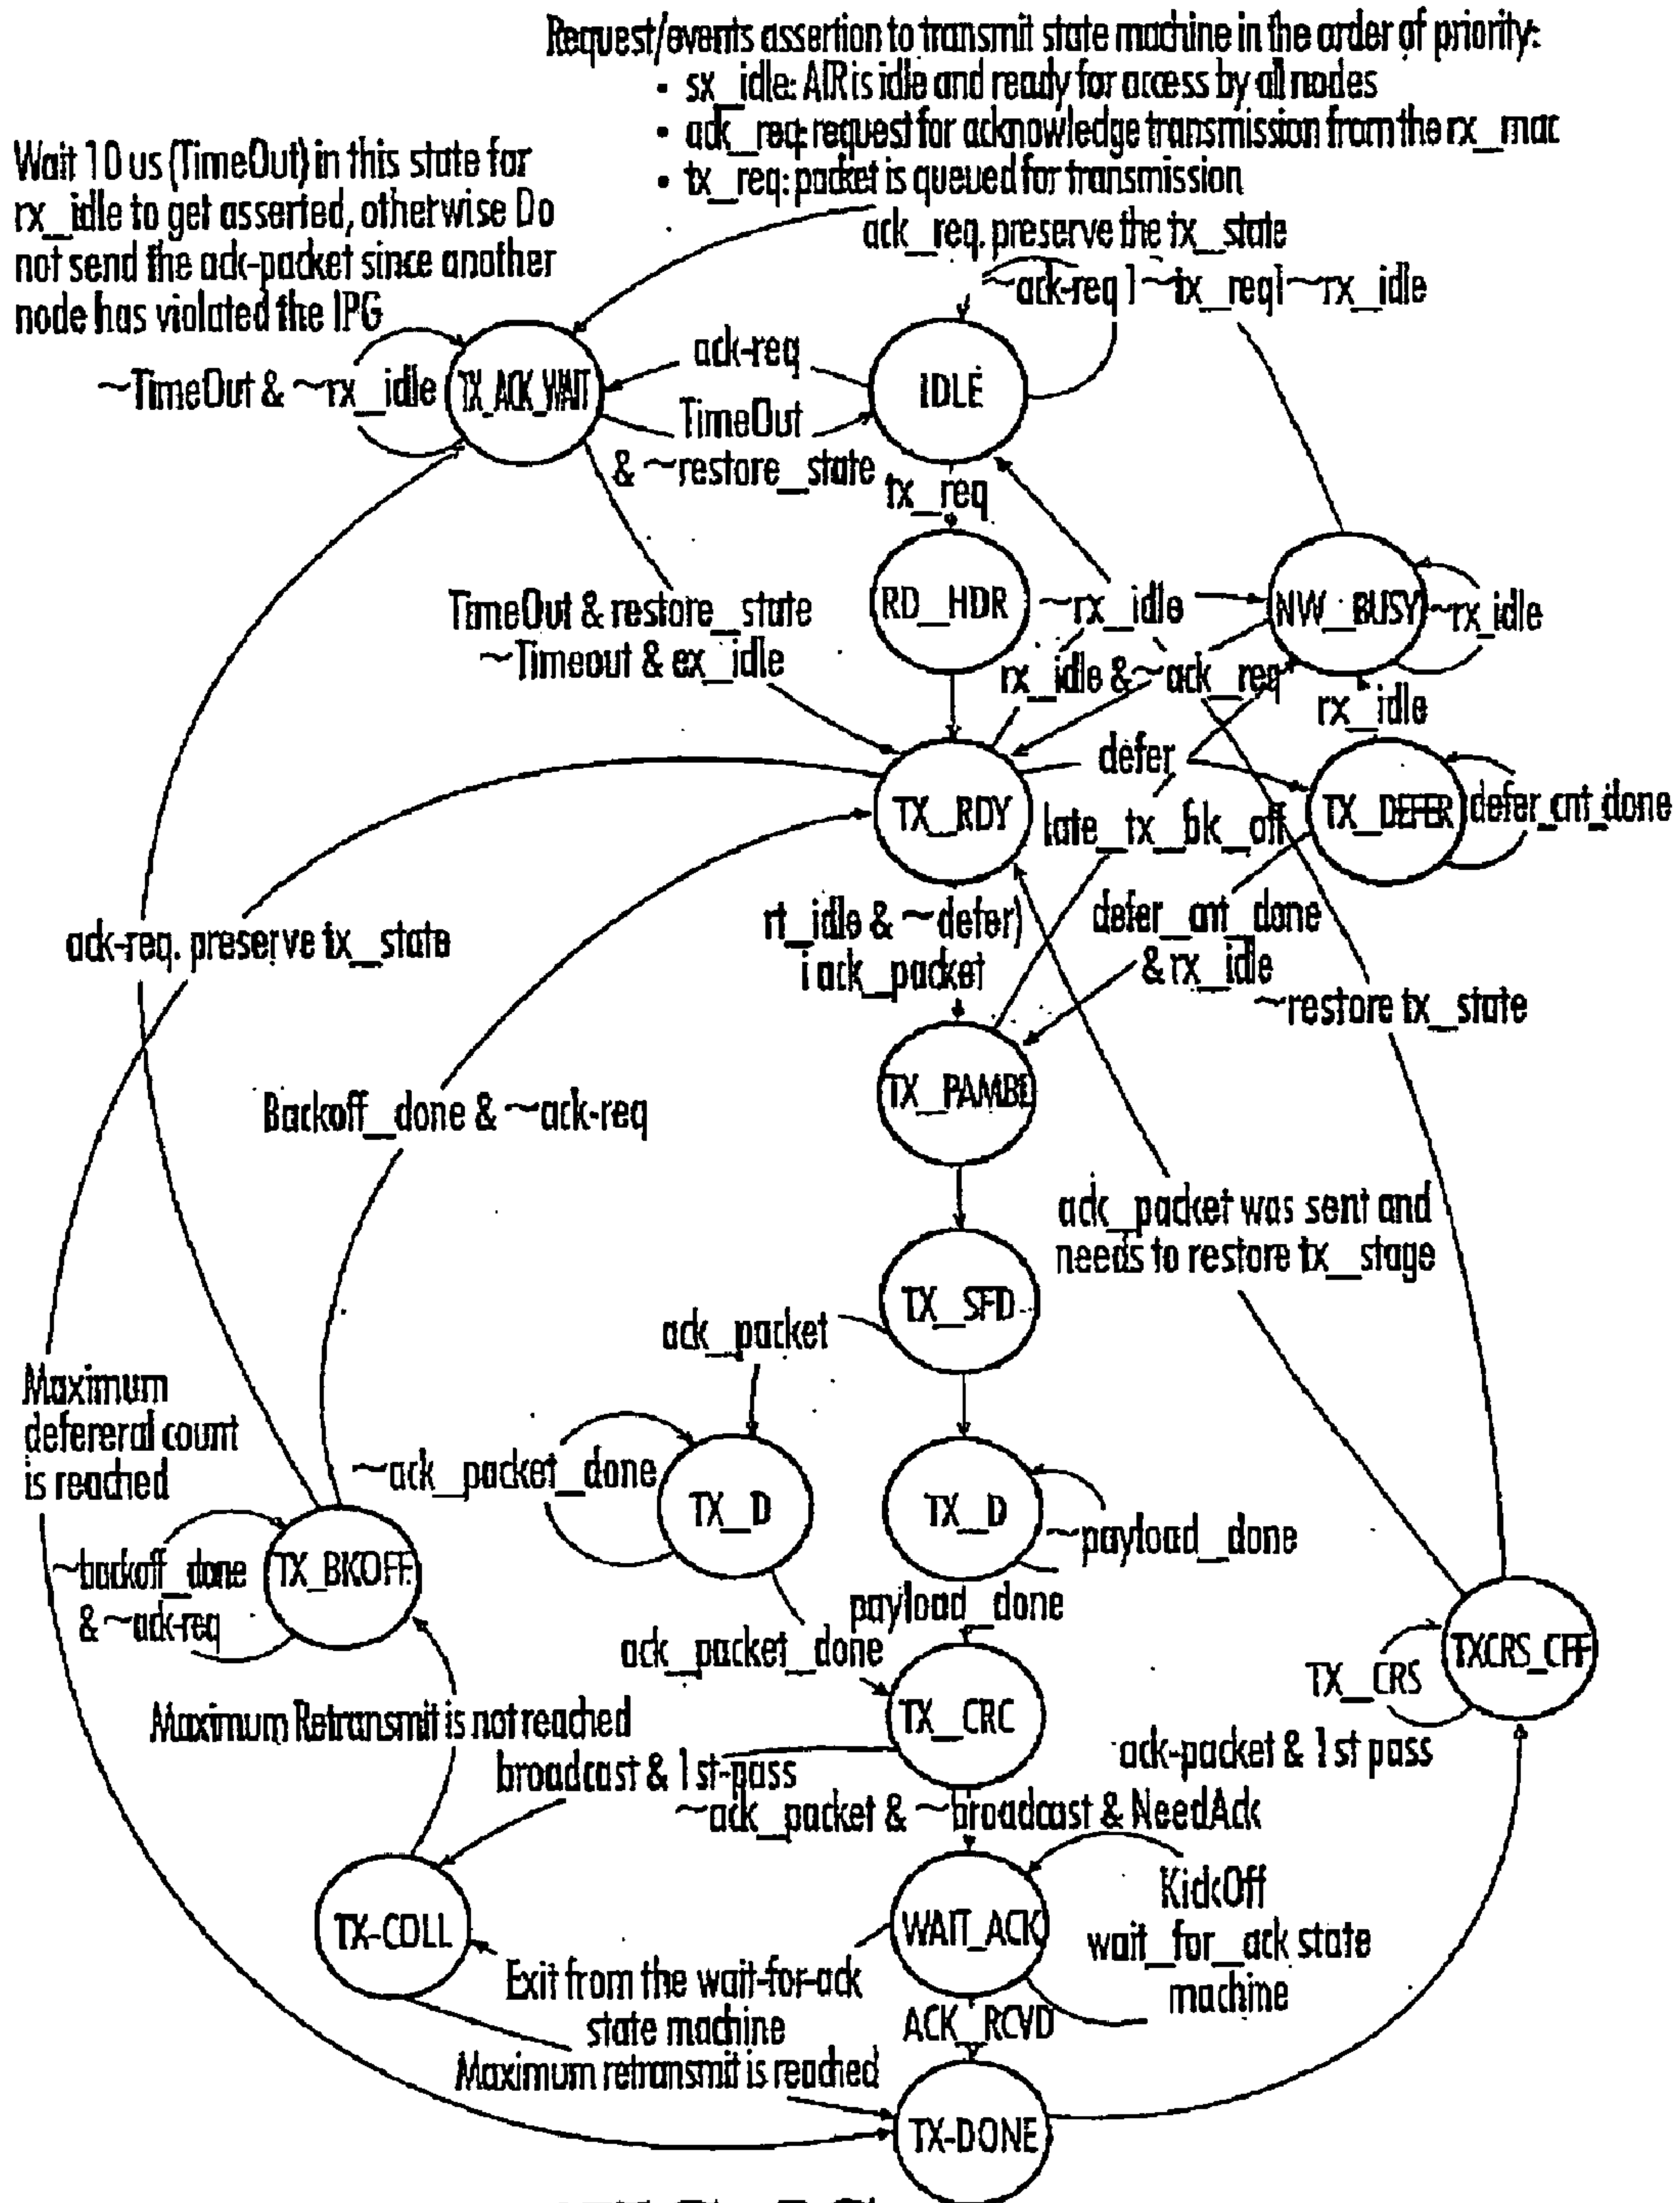 Request/events assertion to transmit state machine in the order of priority:
• sx_idle: AIR is idle and ready for access by all nodes
• ack_req: request for acknowledge transmission from the rx_mac
• tx_req: packet is queued for transmission
Wait 10 us (TimeOut) in this state for
rx_idle to get asserted, otherwise Do
not send the ack-packet since another
node has violated the IPG
ack_req. preserve the tx_state
~ack-req ] ~tx_req]~rx_idle
~TimeOut & ~rx_idle
TX_ACK_WAIT
ack-req
IDLE
TimeOut
& ~restore_state
tx_req
RD_HDR
~rx_idle
NW_BUSY
~rx_idle
TimeOut & restore_state
~Timeout & ex_idle
rx_idle & ~ack_req
rx_idle
defer
TX_RDY
late_tx_bk_off
TX_DEFER
defer_cnt_done
rt_idle & ~defer)
i ack_packet
defer_cnt_done
& rx_idle
ack-req. preserve tx_state
~restore tx_state
TX_PAMBL
Backoff_done & ~ack-req
ack_packet was sent and
needs to restore tx_stage
TX_SFD
ack_packet
Maximum
defereral count
is reached
~ack_packet_done
TX_D
TX_D
~payload_done
~backoff_done
& ~ack-req
TX_BKOFF
payload_done
ack_packet_done
TX_CRS
TXCRS_CFF
TX_CRC
Maximum Retransmit is not reached
broadcast & 1st-pass
ack-packet & 1st pass
~ack_packet & ~broadcast & NeedAck
TX-COLL
WAIT_ACK
KickOff
wait_for_ack state
machine
Exit from the wait-for-ack
state machine
ACK_RCVD
Maximum retransmit is reached
TX-DONE